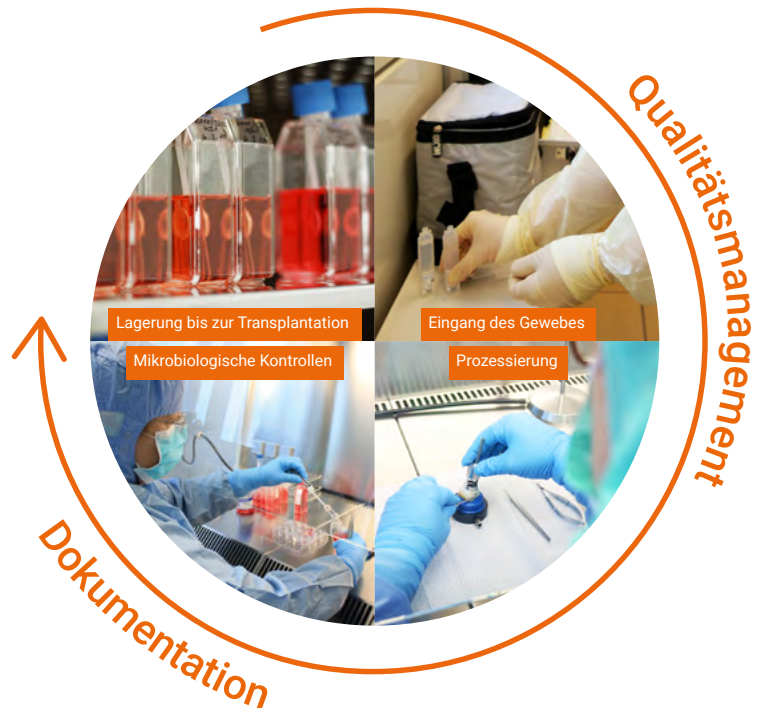 Qualitätsmanagement
Lagerung bis zur Transplantation
Eingang des Gewebes
Mikrobiologische Kontrollen
Prozessierung
Dokumentation